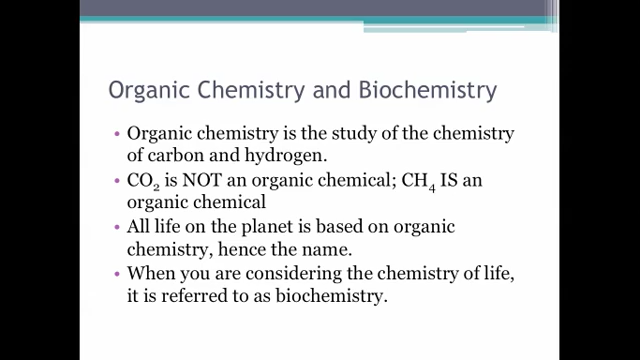 Organic Chemistry and Biochemistry
• Organic chemistry is the study of the chemistry
of carbon and hydrogen.
• CO₂ is NOT an organic chemical; CH₄ IS an
organic chemical
• All life on the planet is based on organic
chemistry, hence the name.
• When you are considering the chemistry of life,
it is referred to as biochemistry.